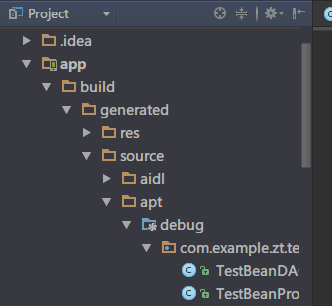 Project
.idea
app
build
generated
res
source
aidl
apt
debug
com.example.zt.te
TestBeanDA
TestBeanPro